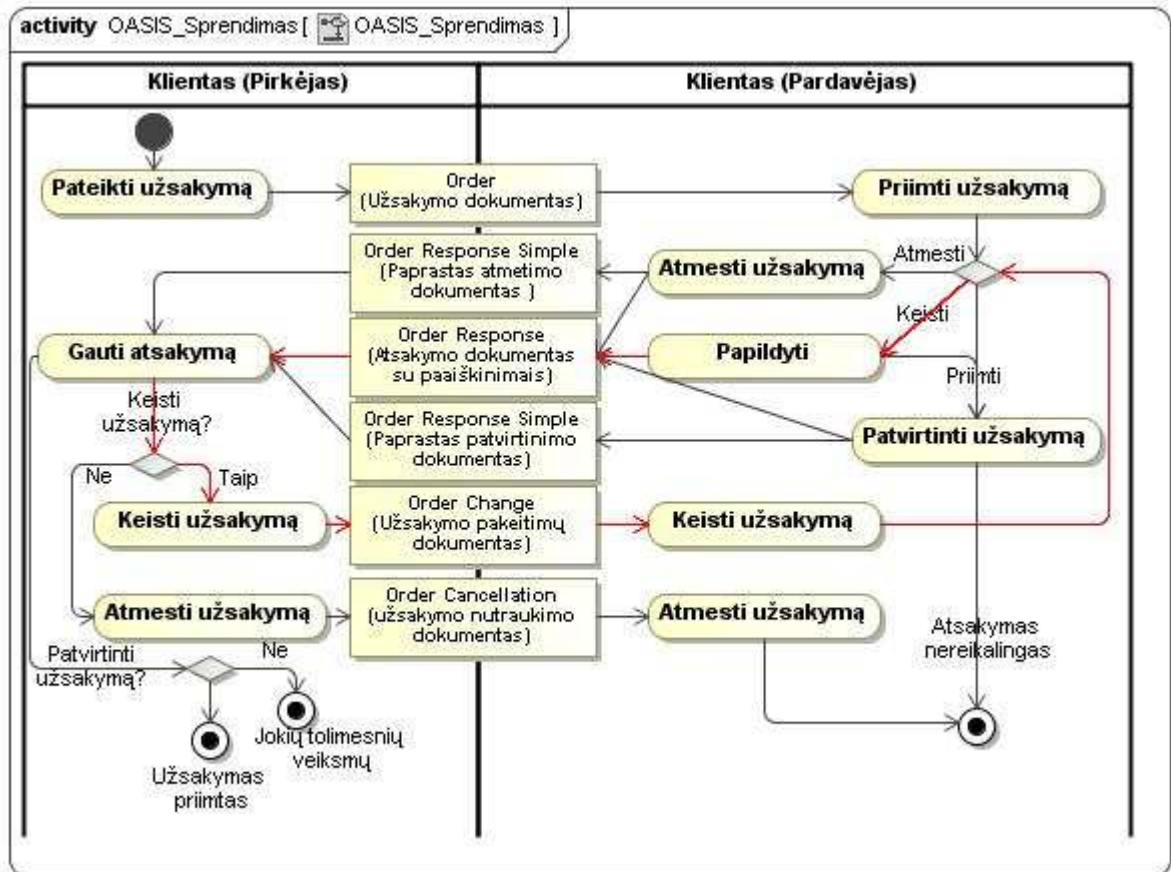 activity OASIS_Sprendimas [ OASIS_Sprendimas ]
Klientas (Pirkėjas)
Klientas (Pardavėjas)
Pateikti užsakymą
Order
(Užsakymo dokumentas)
Priimti užsakymą
Order Response Simple
(Paprastas atmetimo
dokumentas )
Atmesti užsakymą
Atmesti
Keisti
Gauti atsakymą
Order Response
(Atsakymo dokumentas
su paaiškinimais)
Papildyti
Priimti
Keisti
užsakymą?
Order Response Simple
(Paprastas patvirtinimo
dokumentas)
Patvirtinti užsakymą
Ne
Taip
Keisti užsakymą
Order Change
(Užsakymo pakeitimų
dokumentas)
Keisti užsakymą
Atmesti užsakymą
Order Cancellation
(užsakymo nutraukimo
dokumentas)
Atmesti užsakymą
Atsakymas
nereikalingas
Patvirtinti
užsakymą?
Ne
Jokių tolimesnių
veiksmų
Užsakymas
priimtas